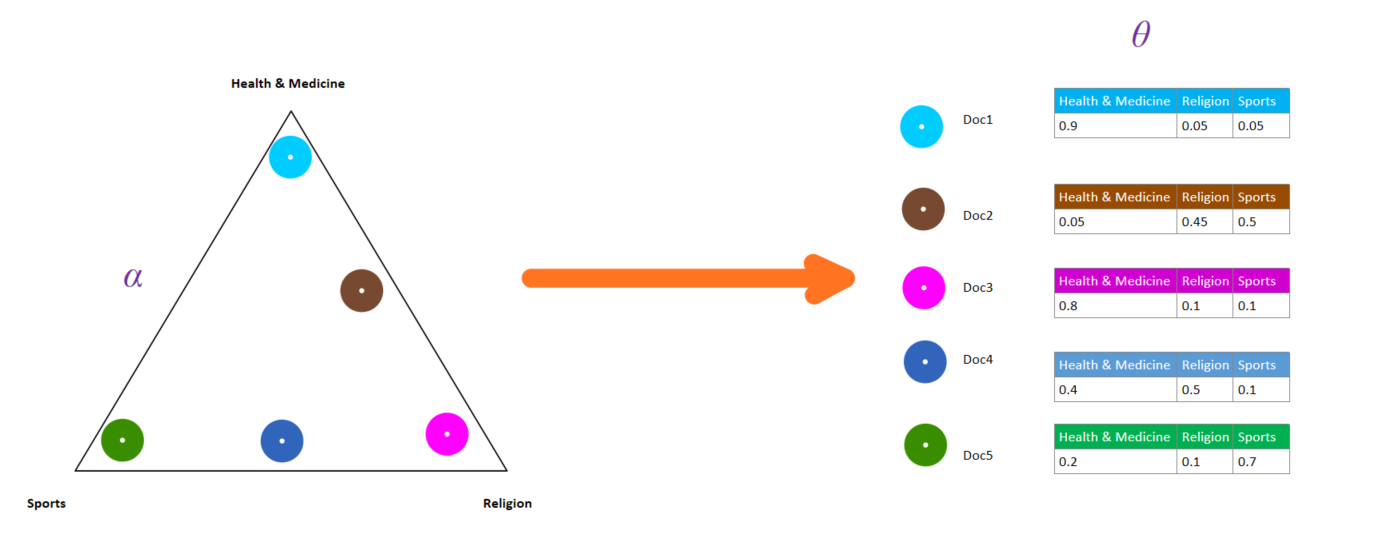 θ
Health & Medicine
α
Sports
Religion
Doc1
Health & Medicine Religion Sports
0.9 0.05 0.05
Doc2
Health & Medicine Religion Sports
0.05 0.45 0.5
Doc3
Health & Medicine Religion Sports
0.8 0.1 0.1
Doc4
Health & Medicine Religion Sports
0.4 0.5 0.1
Doc5
Health & Medicine Religion Sports
0.2 0.1 0.7